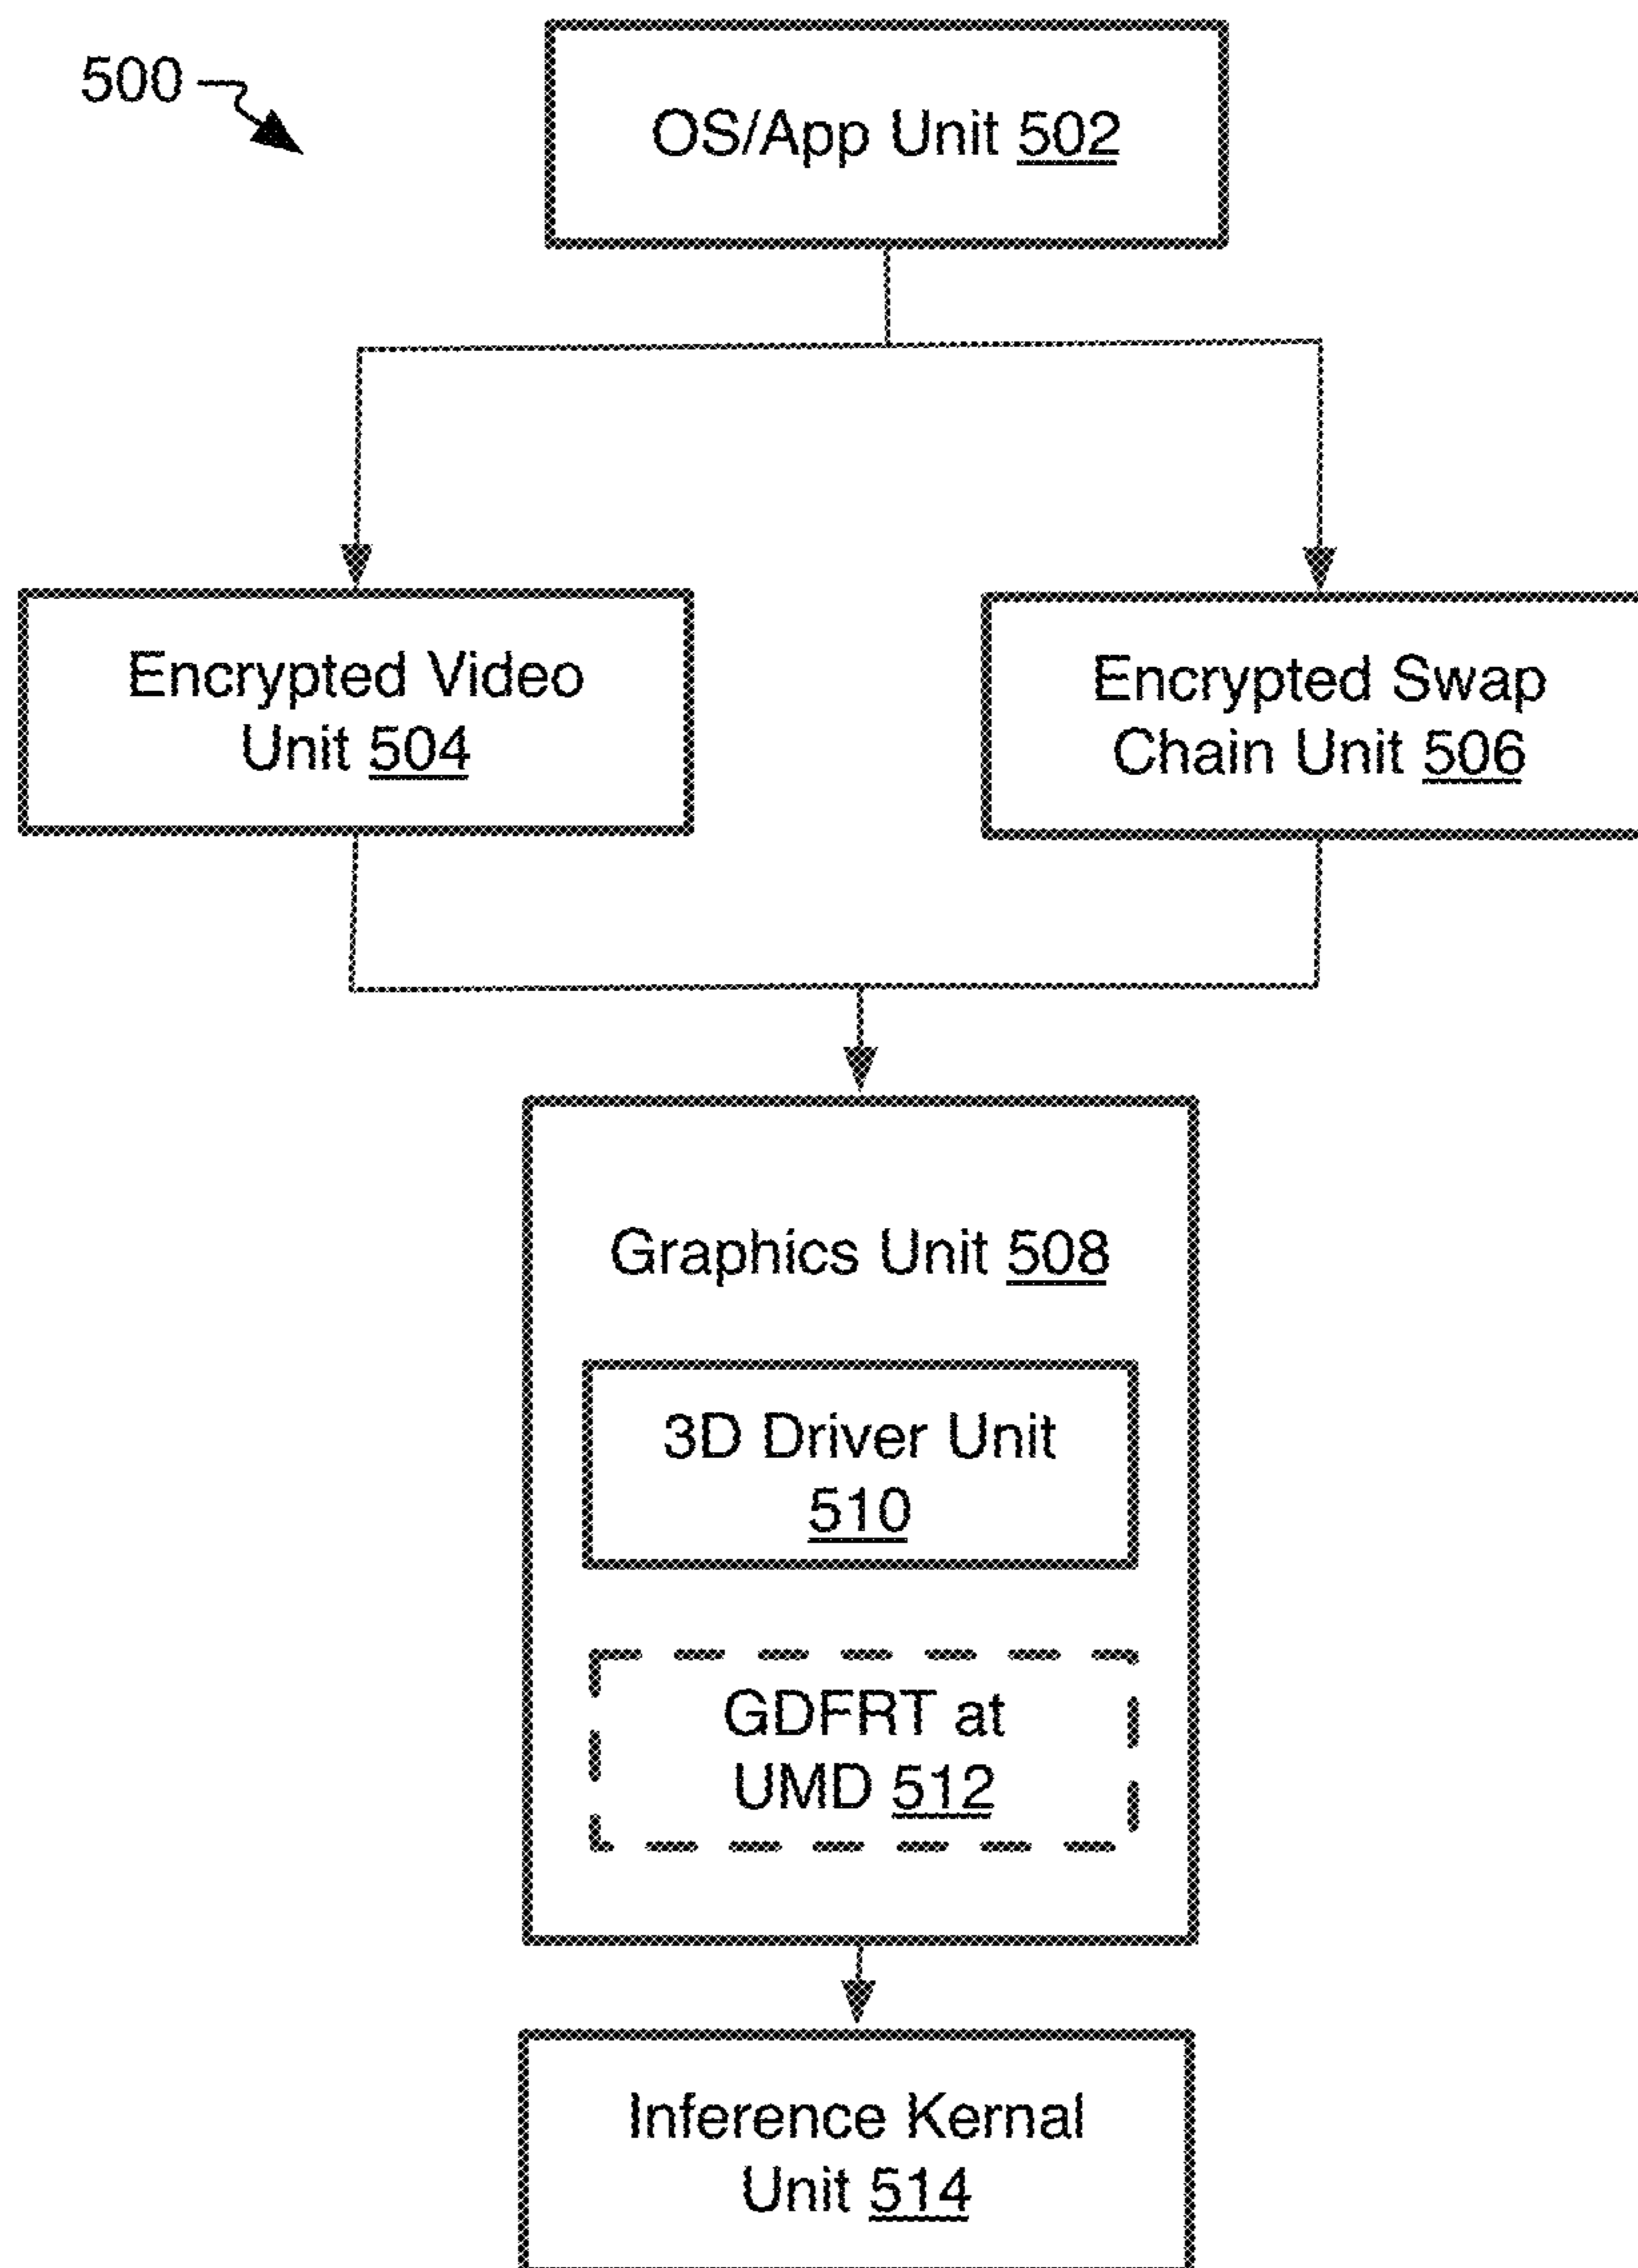 500
OS/App Unit 502
Encrypted Video
Unit 504
Encrypted Swap
Chain Unit 506
Graphics Unit 508
3D Driver Unit
510
GDFRT at
UMD 512
Inference Kernal
Unit 514